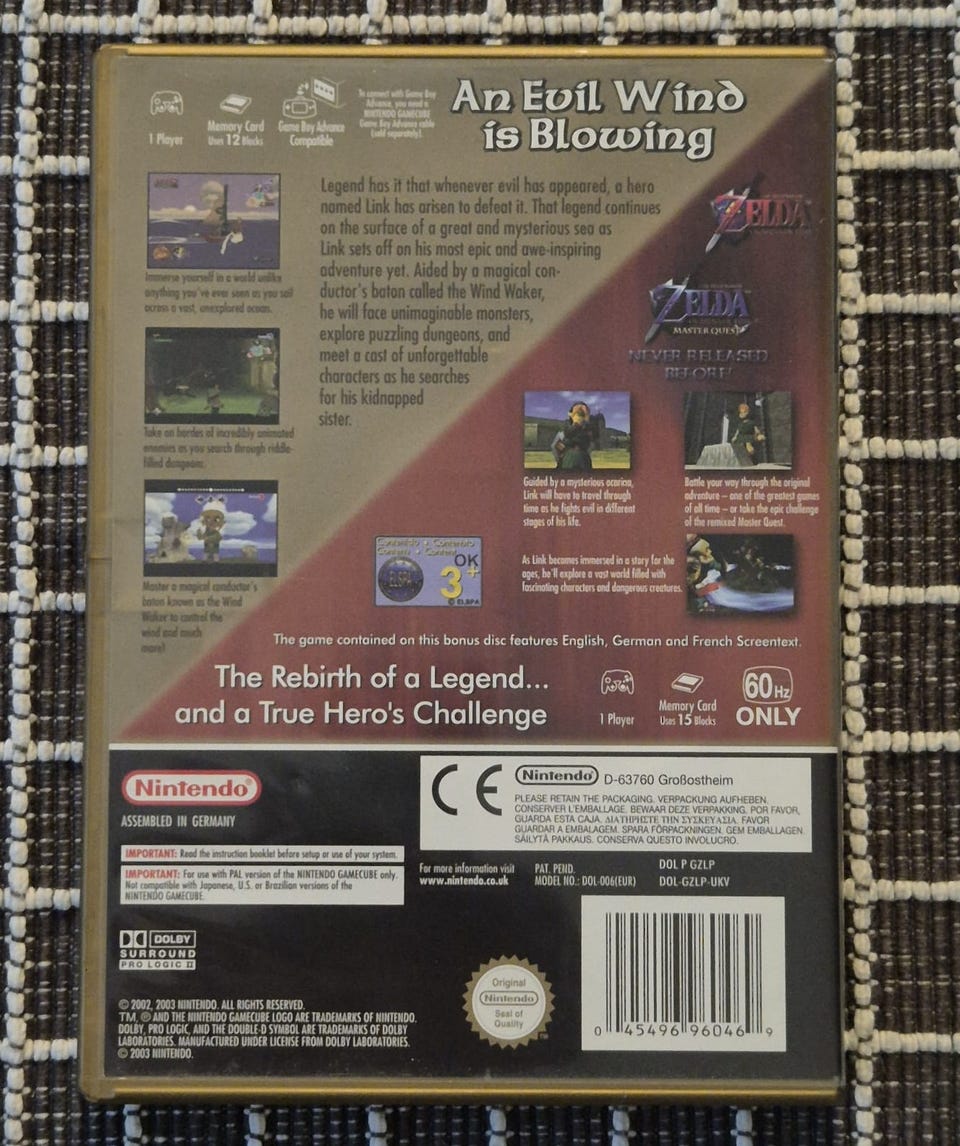 An Evil Wind
is Blowing
1 Player
Memory Card
Uses 12 Blocks
Game Boy Advance
Compatible
To connect with Game Boy
Advance, you need a
NINTENDO GAMECUBE
Game Boy Advance cable
(sold separately).
Legend has it that whenever evil has appeared, a hero
named Link has arisen to defeat it. That legend continues
on the surface of a great and mysterious sea as
Link sets off on his most epic and awe-inspiring
adventure yet. Aided by a magical con-
ductor's baton called the Wind Waker,
he will face unimaginable monsters,
explore puzzling dungeons, and
meet a cast of unforgettable
characters as he searches
for his kidnapped
sister.
Immerse yourself in a world unlike
anything you've ever seen as you sail
across a vast, unexplored ocean.
Take on hordes of incredibly animated
enemies as you search through riddle-
filled dungeons.
Master a magical conductor's
baton known as the Wind
Waker to control the
wind and much
more!
ZELDA
ZELDA
MASTER QUEST
NEVER RELEASED
BEFORE!
Guided by a mysterious ocarina,
Link will have to travel through
time as he fights evil in different
stages of his life.
Battle your way through the original
adventure – one of the greatest games
of all time – or take the epic challenge
of the remixed Master Quest.
As Link becomes immersed in a story for the
ages, he'll explore a vast world filled with
fascinating characters and dangerous creatures.
Contenido • Contenuto
Contenu • Content
ELSPA
OK
3+
© ELSPA
The game contained on this bonus disc features English, German and French Screentext.
The Rebirth of a Legend...
and a True Hero's Challenge
1 Player
Memory Card
Uses 15 Blocks
60Hz
ONLY
Nintendo®
ASSEMBLED IN GERMANY
IMPORTANT: Read the instruction booklet before setup or use of your system.
IMPORTANT: For use with PAL version of the NINTENDO GAMECUBE only.
Not compatible with Japanese, U.S. or Brazilian versions of the
NINTENDO GAMECUBE.
CE
Nintendo® D-63760 Großostheim
PLEASE RETAIN THE PACKAGING. VERPACKUNG AUFHEBEN.
CONSERVER L'EMBALLAGE. BEWAAR DEZE VERPAKKING. POR FAVOR,
GUARDA ESTA CAJA. ΔΙΑΤΗΡΗΣΤΕ ΤΗΝ ΣΥΣΚΕΥΑΣΙΑ. FAVOR
GUARDAR A EMBALAGEM. SPARA FÖRPACKNINGEN. GEM EMBALLAGEN.
SÄILYTÄ PAKKAUS. CONSERVA QUESTO INVOLUCRO.
For more information visit
www.nintendo.co.uk
PAT. PEND.
MODEL NO.: DOL-006(EUR)
DOL P GZLP
DOL-GZLP-UKV
DOLBY
SURROUND
PRO LOGIC II
© 2002, 2003 NINTENDO. ALL RIGHTS RESERVED.
TM, ® AND THE NINTENDO GAMECUBE LOGO ARE TRADEMARKS OF NINTENDO.
DOLBY, PRO LOGIC, AND THE DOUBLE-D SYMBOL ARE TRADEMARKS OF DOLBY
LABORATORIES. MANUFACTURED UNDER LICENSE FROM DOLBY LABORATORIES.
© 2003 NINTENDO.
Original
Nintendo
Seal of
Quality
TM
0 45496 96046 9